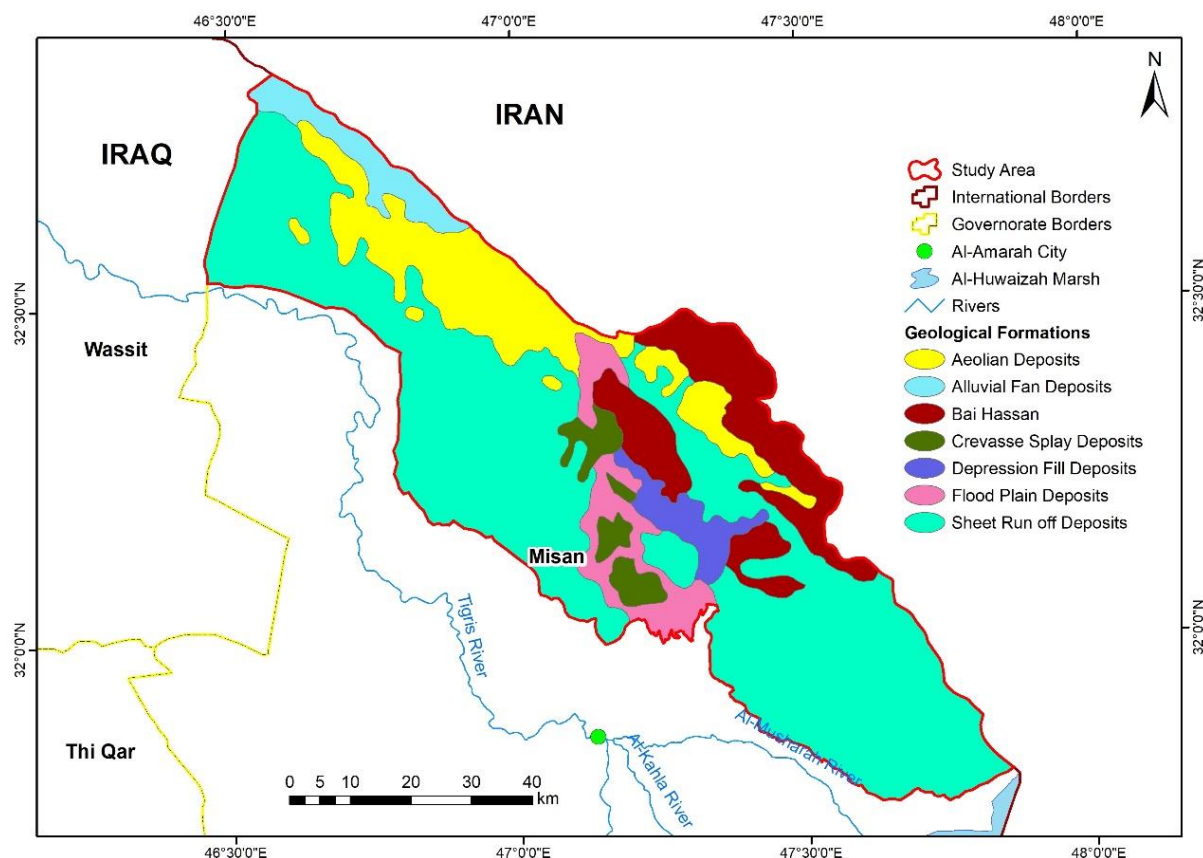 46°30'0"E 47°0'0"E 47°30'0"E 48°0'0"E
N
IRAN
IRAQ
Study Area
International Borders
Governorate Borders
Al-Amarah City
Al-Huwaizah Marsh
Rivers
Geological Formations
Aeolian Deposits
Alluvial Fan Deposits
Bai Hassan
Crevasse Splay Deposits
Depression Fill Deposits
Flood Plain Deposits
Sheet Run off Deposits
32°30'0"N
32°30'0"N
Wassit
Misan
32°0'0"N
32°0'0"N
Tigris River
Thi Qar
Al-Kahla River
Al-Musharah River
0 5 10 20 30 40
km
46°30'0"E 47°0'0"E 47°30'0"E 48°0'0"E